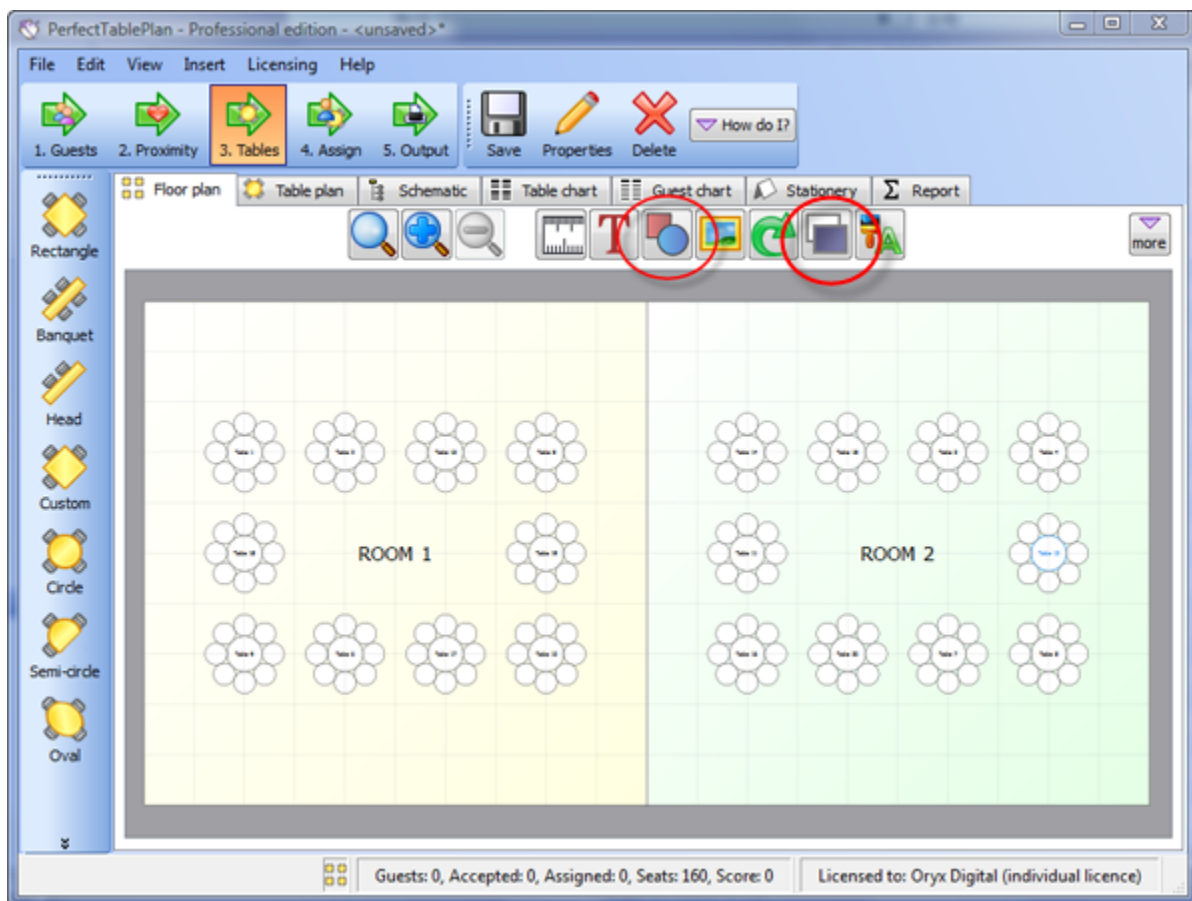 PerfectTablePlan - Professional edition - <unsaved>*
File Edit View Insert Licensing Help
1. Guests 2. Proximity 3. Tables 4. Assign 5. Output Save Properties Delete How do I?
Floor plan Table plan Schematic Table chart Guest chart Stationery Σ Report
T A more
Rectangle
Banquet
Head
Custom
Circle
Semi-circle
Oval
ROOM 1 ROOM 2
Guests: 0, Accepted: 0, Assigned: 0, Seats: 160, Score: 0 Licensed to: Oryx Digital (individual licence)